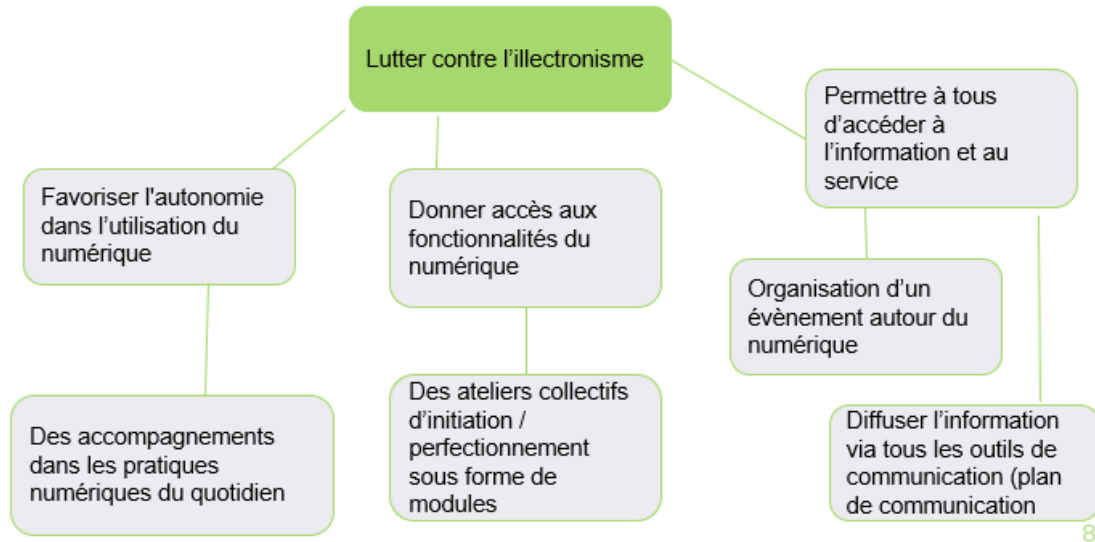 Lutter contre l'illectronisme
Permettre à tous
d'accéder à
l'information et au
service
Favoriser l'autonomie
dans l'utilisation du
numérique
Donner accès aux
fonctionnalités du
numérique
Organisation d'un
évènement autour du
numérique
Des accompagnements
dans les pratiques
numériques du quotidien
Des ateliers collectifs
d'initiation /
perfectionnement
sous forme de
modules
Diffuser l'information
via tous les outils de
communication (plan
de communication
8